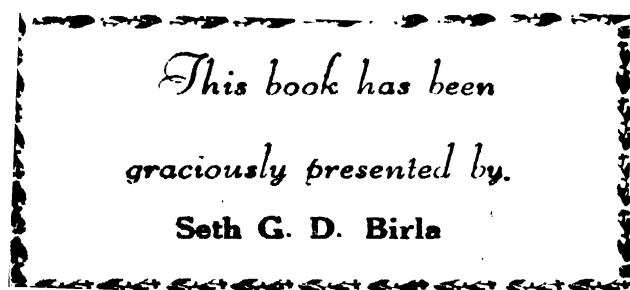 This book has been
graciously presented by.
Seth G. D. Birla